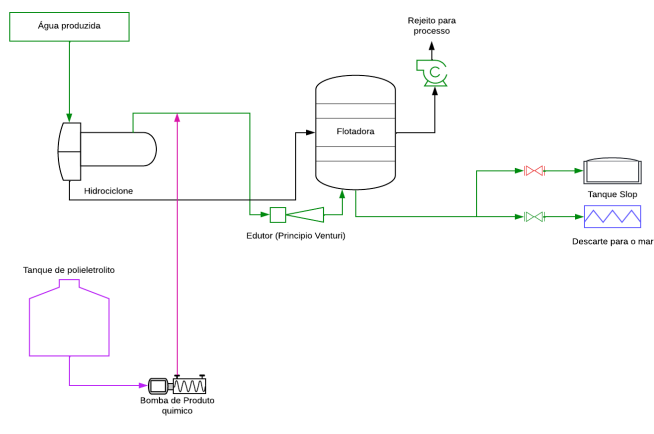 Água produzida
Rejeito para
processo
C
Flotadora
Hidrociclone
Tanque Slop
Edutor (Principio Venturi)
Descarte para o mar
Tanque de polieletrolito
Bomba de Produto
quimico